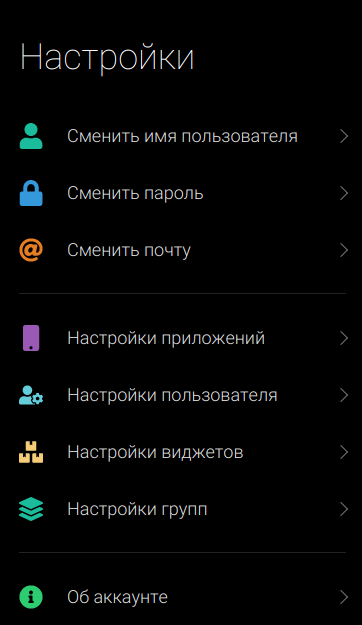 Настройки
Сменить имя пользователя
Сменить пароль
Сменить почту
Настройки приложений
Настройки пользователя
Настройки виджетов
Настройки групп
Об аккаунте